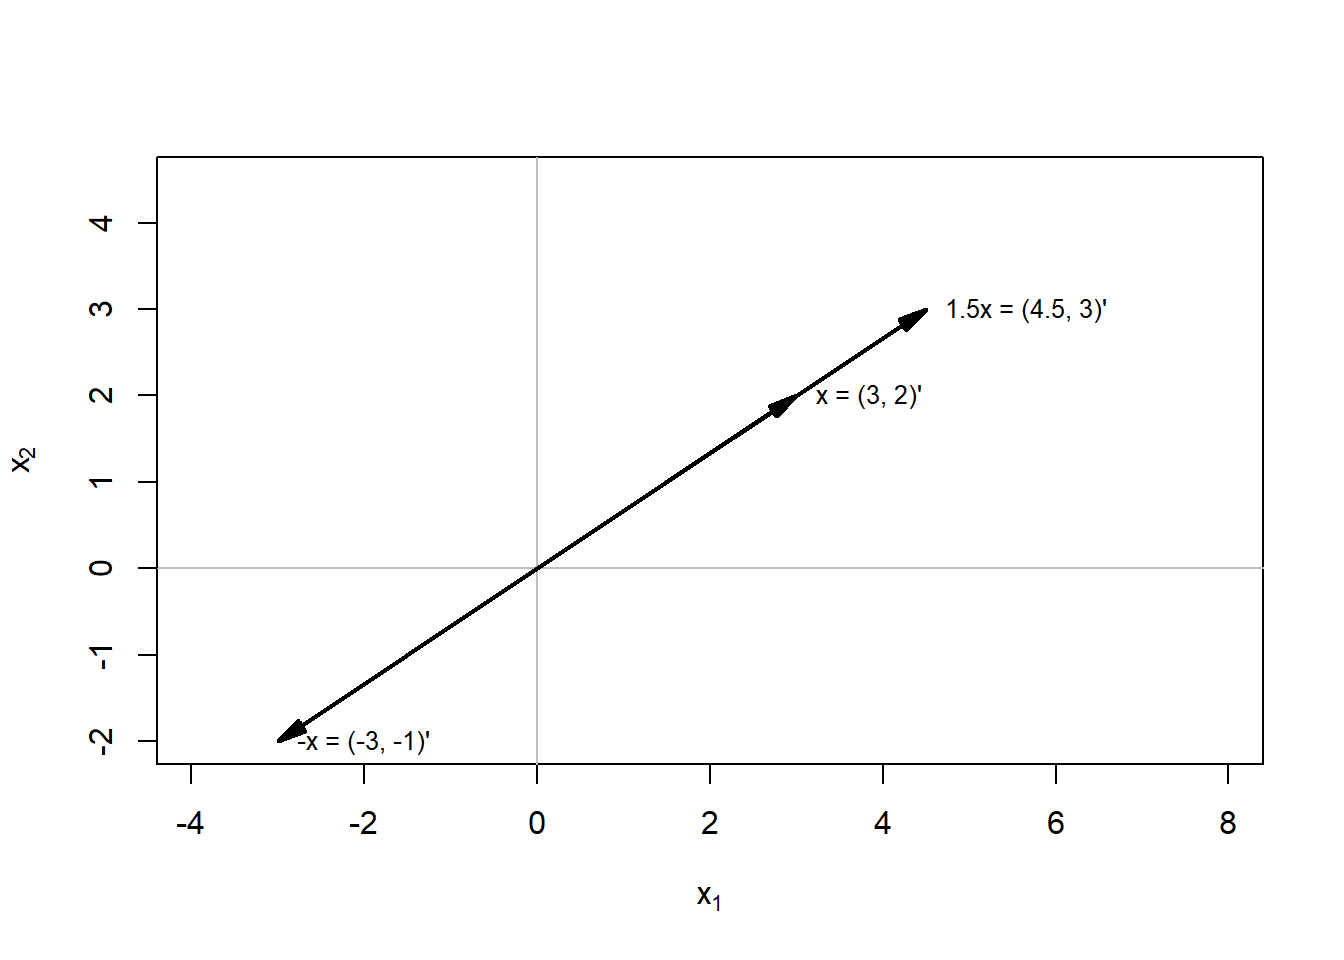 4
3
2
1
0
-1
-2
x2
1.5x = (4.5, 3)'
x = (3, 2)'
-x = (-3, -1)'
-4 -2 0 2 4 6 8
x1